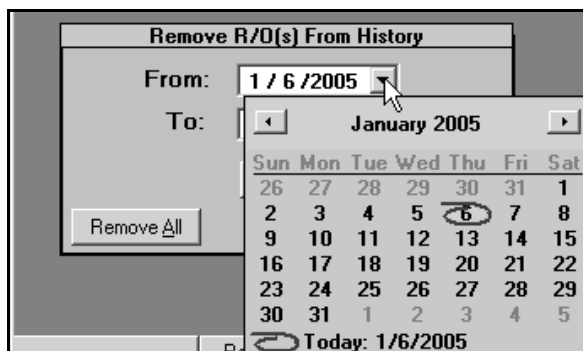 Remove R/O(s) From History
From: 1 / 6 /2005
To:
January 2005
Sun Mon Tue Wed Thu Fri Sat
26 27 28 29 30 31 1
2 3 4 5 6 7 8
9 10 11 12 13 14 15
16 17 18 19 20 21 22
23 24 25 26 27 28 29
30 31 1 2 3 4 5
Today: 1/6/2005
Remove All